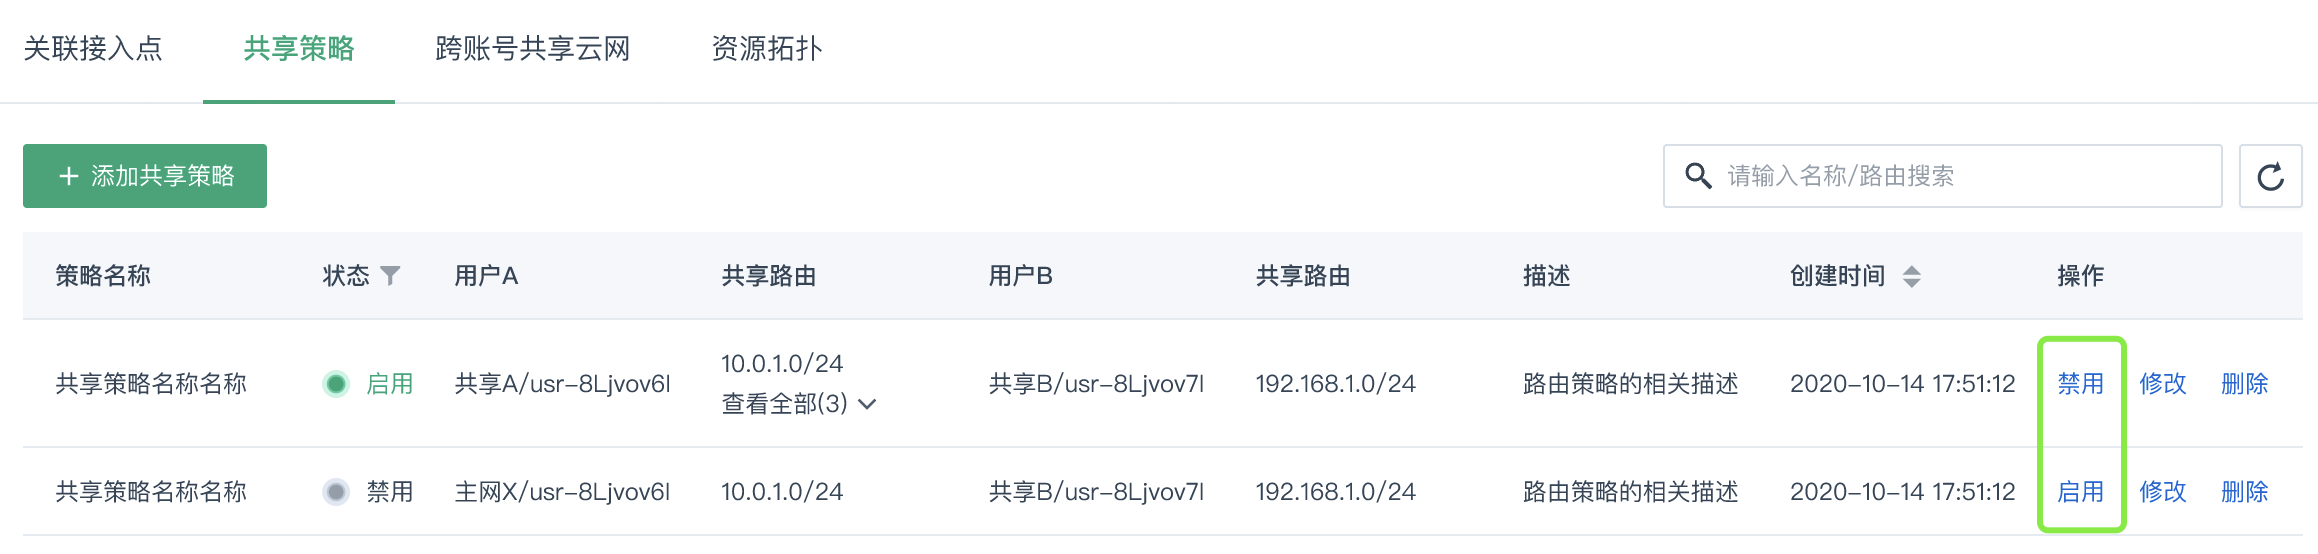 关联接入点 共享策略 跨账号共享云网 资源拓扑
+ 添加共享策略 请输入名称/路由搜索
策略名称 状态 用户A 共享路由 用户B 共享路由 描述 创建时间 操作
共享策略名称名称 启用 共享A/usr-8Ljvov6l 10.0.1.0/24 共享B/usr-8Ljvov7l 192.168.1.0/24 路由策略的相关描述 2020-10-14 17:51:12 禁用 修改 删除
查看全部(3)
共享策略名称名称 禁用 主网X/usr-8Ljvov6l 10.0.1.0/24 共享B/usr-8Ljvov7l 192.168.1.0/24 路由策略的相关描述 2020-10-14 17:51:12 启用 修改 删除